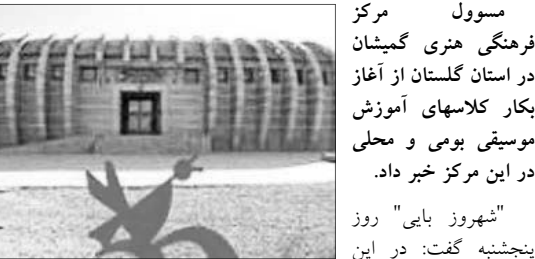 مسوول مرکز
فرهنگی هنری گمیشان
در استان گلستان از آغاز
بکار کلاسهای آموزش
موسیقی بومی و محلی
در این مرکز خبر داد.
"شهروز بایی" روز
پنجشنبه گفت: در این